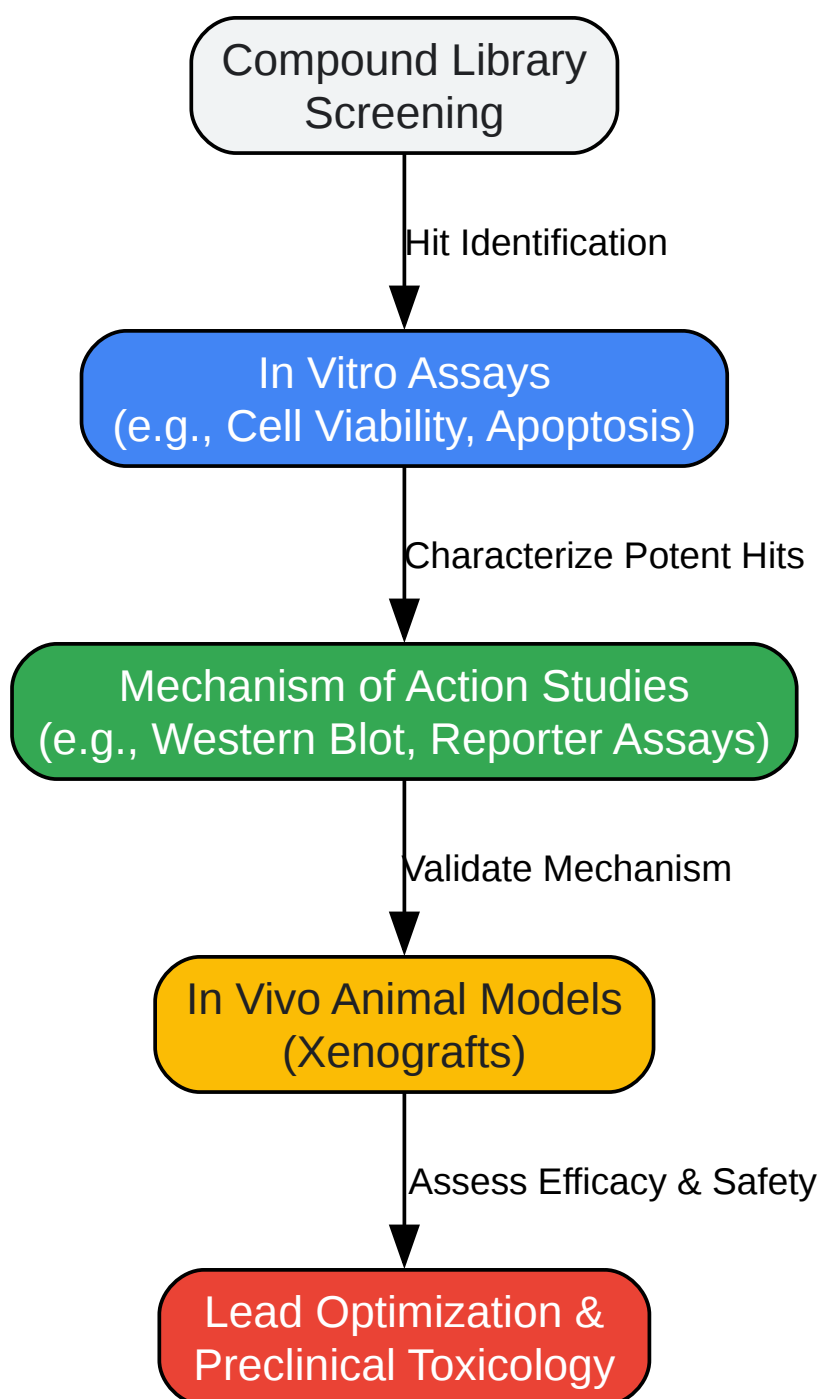 Compound Library
Screening
Hit Identification
In Vitro Assays
(e.g., Cell Viability, Apoptosis)
Characterize Potent Hits
Mechanism of Action Studies
(e.g., Western Blot, Reporter Assays)
Validate Mechanism
In Vivo Animal Models
(Xenografts)
Assess Efficacy & Safety
Lead Optimization &
Preclinical Toxicology